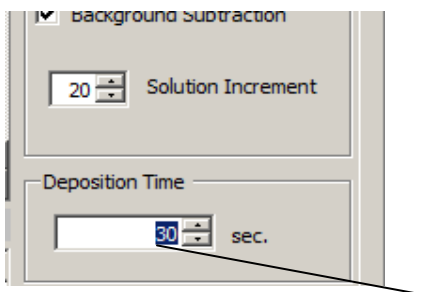 Background Subtraction
20 Solution Increment
Deposition Time
30 sec.